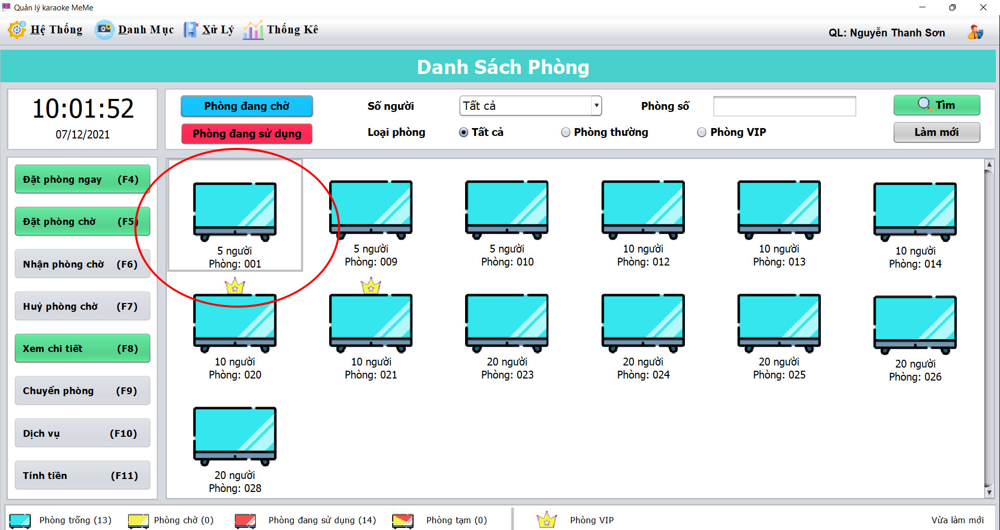 Quản lý karaoke MeMe
Hệ Thống Danh Mục Xử Lý Thống Kê
QL: Nguyễn Thanh Sơn
Danh Sách Phòng
10:01:52
07/12/2021
Phòng đang chờ
Phòng đang sử dụng
Số người Tất cả Phòng số
Loại phòng Tất cả Phòng thường Phòng VIP
Tìm
Làm mới
Đặt phòng ngay (F4)
Đặt phòng chờ (F5)
Nhận phòng chờ (F6)
Huỷ phòng chờ (F7)
Xem chi tiết (F8)
Chuyển phòng (F9)
Dịch vụ (F10)
Tính tiền (F11)
5 người
Phòng: 001
5 người
Phòng: 009
5 người
Phòng: 010
10 người
Phòng: 012
10 người
Phòng: 013
10 người
Phòng: 014
10 người
Phòng: 020
10 người
Phòng: 021
20 người
Phòng: 023
20 người
Phòng: 024
20 người
Phòng: 025
20 người
Phòng: 026
20 người
Phòng: 028
Phòng trống (13) Phòng chờ (0) Phòng đang sử dụng (14) Phòng tạm (0) Phòng VIP Vừa làm mới